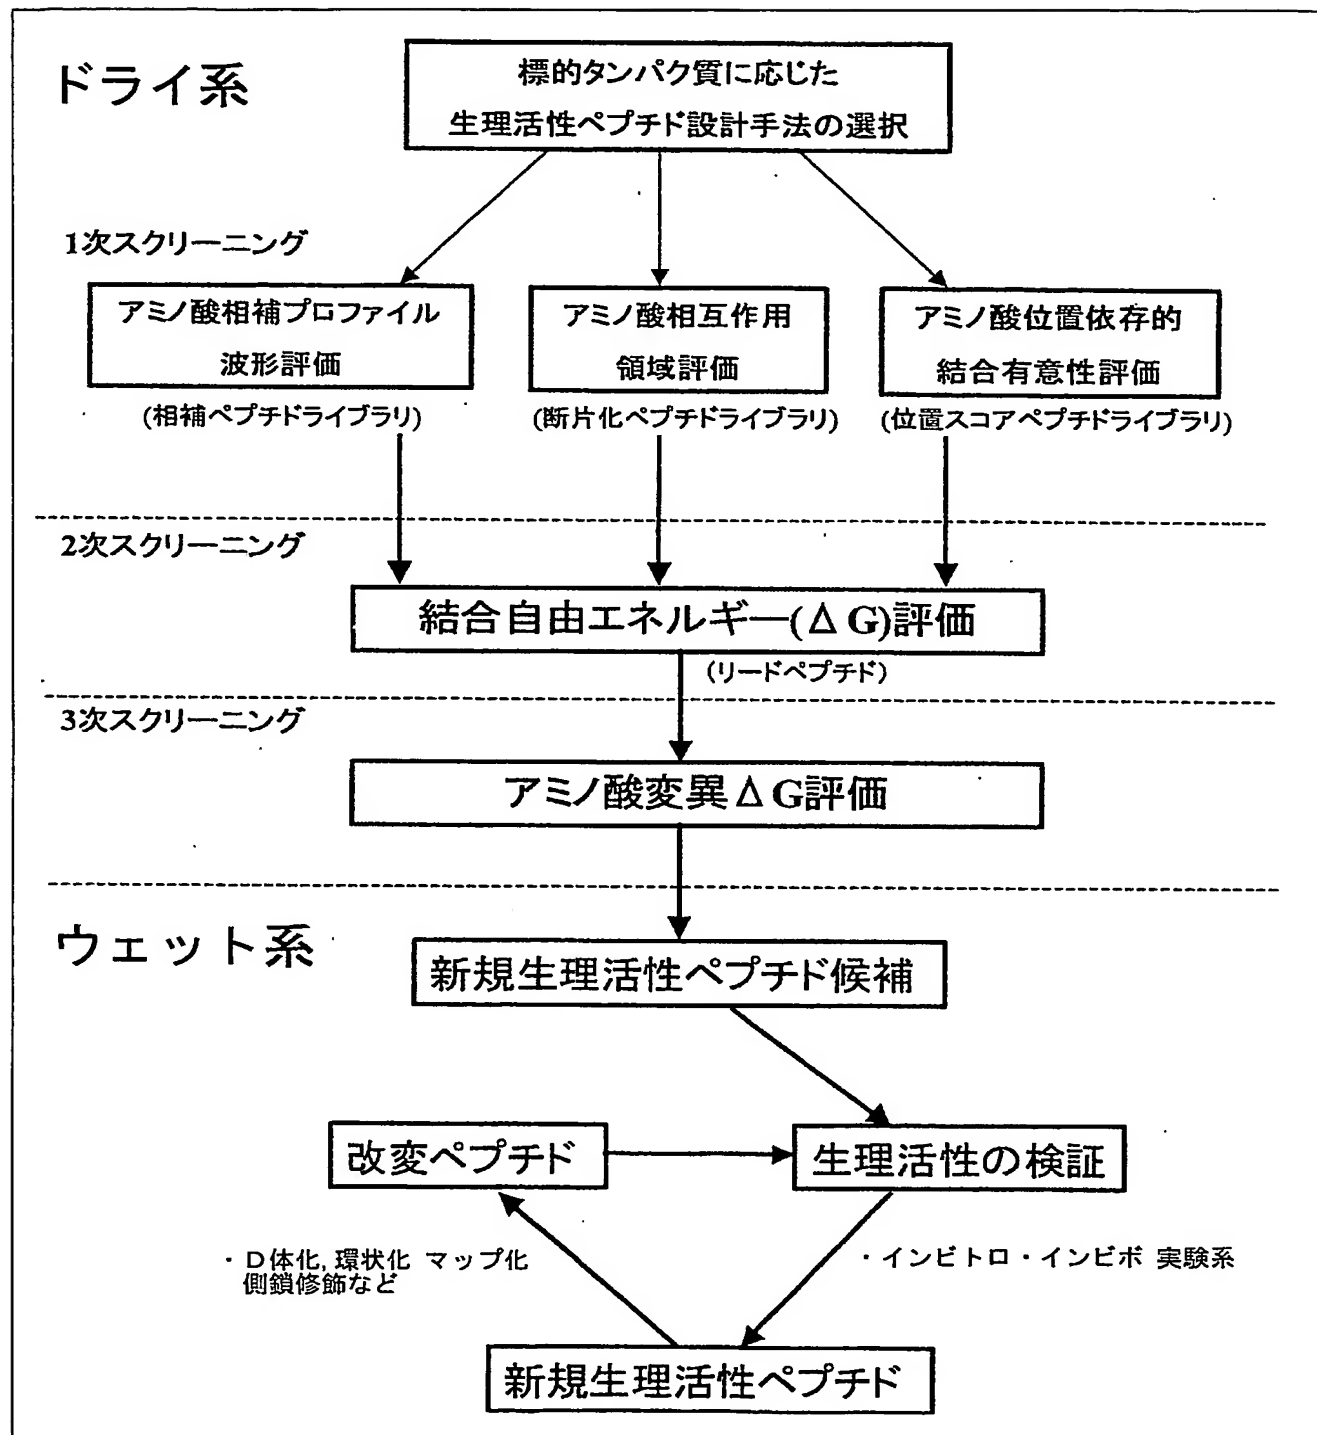 ドライ系
標的タンパク質に応じた
生理活性ペプチド設計手法の選択
1次スクリーニング
アミノ酸相補プロファイル
波形評価
(相補ペプチドライブラリ)
アミノ酸相互作用
領域評価
(断片化ペプチドライブラリ)
アミノ酸位置依存的
結合有意性評価
(位置スコアペプチドライブラリ)
2次スクリーニング
結合自由エネルギー(ΔG)評価
(リードペプチド)
3次スクリーニング
アミノ酸変異ΔG評価
ウェット系
新規生理活性ペプチド候補
改変ペプチド
生理活性の検証
・D体化, 環状化 マップ化
側鎖修飾など
・インビトロ・インビボ 実験系
新規生理活性ペプチド